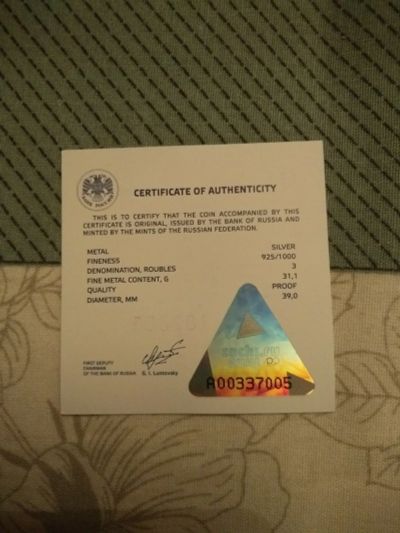 CERTIFICATE OF AUTHENTICITY
THIS IS TO CERTIFY THAT THE COIN ACCOMPANIED BY THIS
CERTIFICATE IS ORIGINAL, ISSUED BY THE BANK OF RUSSIA AND
MINTED BY THE MINTS OF THE RUSSIAN FEDERATION.
METAL SILVER
FINENESS 925/1000
DENOMINATION, ROUBLES 3
FINE METAL CONTENT, G 31,1
QUALITY PROOF
DIAMETER, MM 39,0
sochi.ru
A00337005
FIRST DEPUTY
CHAIRMAN
OF THE BANK OF RUSSIA G. I. Luntovsky